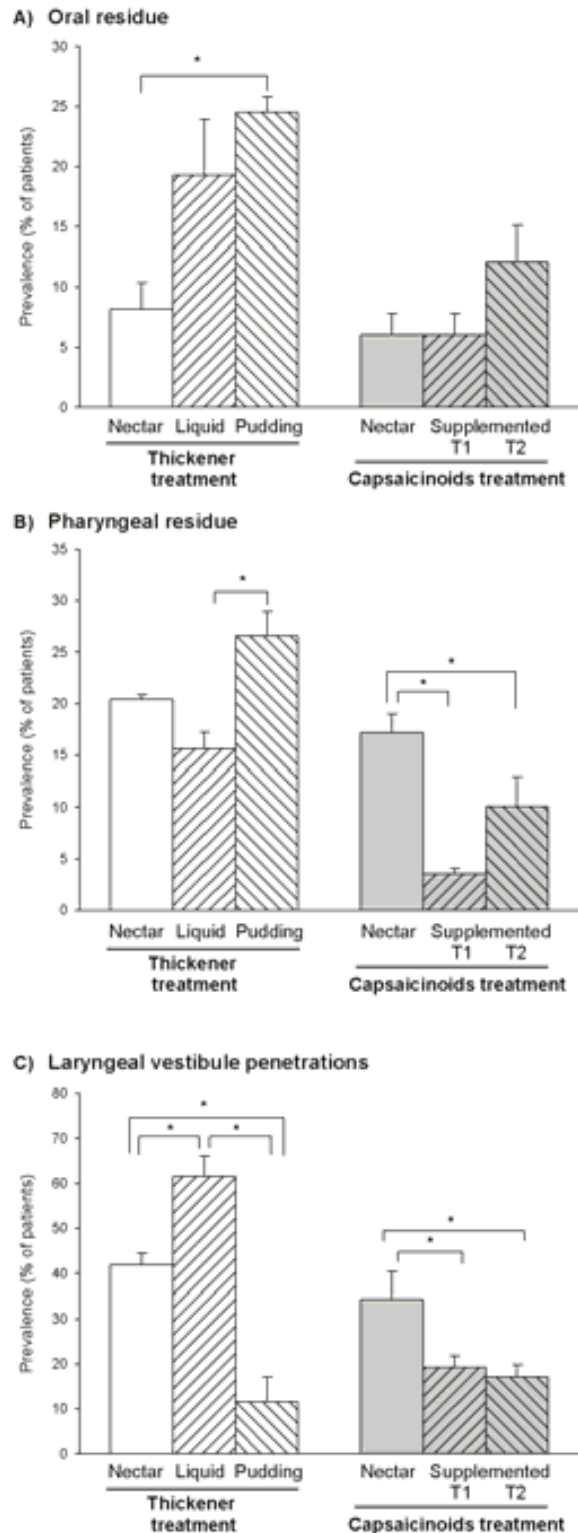 A) Oral residue
Prevalence (% of patients)
30
25
20
15
10
5
0
*
Nectar Liquid Pudding
Thickener
treatment
Nectar Supplemented
T1 T2
Capsaicinoids treatment
B) Pharyngeal residue
Prevalence (% of patients)
35
30
25
20
15
10
5
0
*
*
*
Nectar Liquid Pudding
Thickener
treatment
Nectar Supplemented
T1 T2
Capsaicinoids treatment
C) Laryngeal vestibule penetrations
Prevalence (% of patients)
80
70
60
50
40
30
20
10
0
*
* *
*
*
Nectar Liquid Pudding
Thickener
treatment
Nectar Supplemented
T1 T2
Capsaicinoids treatment